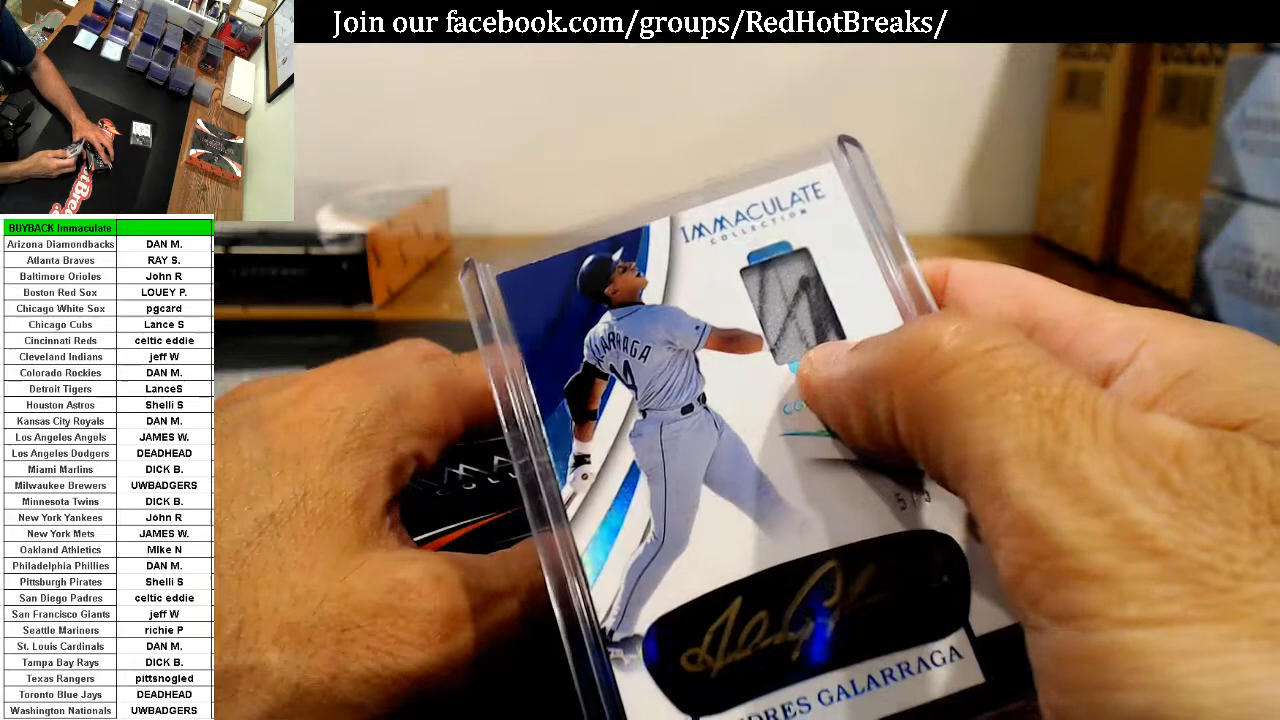 Join our facebook.com/groups/RedHotBreaks/
BUYBACK Immaculate
Arizona Diamondbacks DAN M.
Atlanta Braves RAY S.
Baltimore Orioles John R
Boston Red Sox LOUEY P.
Chicago White Sox pgcard
Chicago Cubs Lance S
Cincinnati Reds celtic eddie
Cleveland Indians jeff W
Colorado Rockies DAN M.
Detroit Tigers LanceS
Houston Astros Shelli S
Kansas City Royals DAN M.
Los Angeles Angels JAMES W.
Los Angeles Dodgers DEADHEAD
Miami Marlins DICK B.
Milwaukee Brewers UWBADGERS
Minnesota Twins DICK B.
New York Yankees John R
New York Mets JAMES W.
Oakland Athletics Mike N
Philadelphia Phillies DAN M.
Pittsburgh Pirates Shelli S
San Diego Padres celtic eddie
San Francisco Giants jeff W
Seattle Mariners richie P
St. Louis Cardinals DAN M.
Tampa Bay Rays DICK B.
Texas Rangers pittsnogled
Toronto Blue Jays DEADHEAD
Washington Nationals UWBADGERS
IMMACULATE
COLLECTION
GALARRAGA